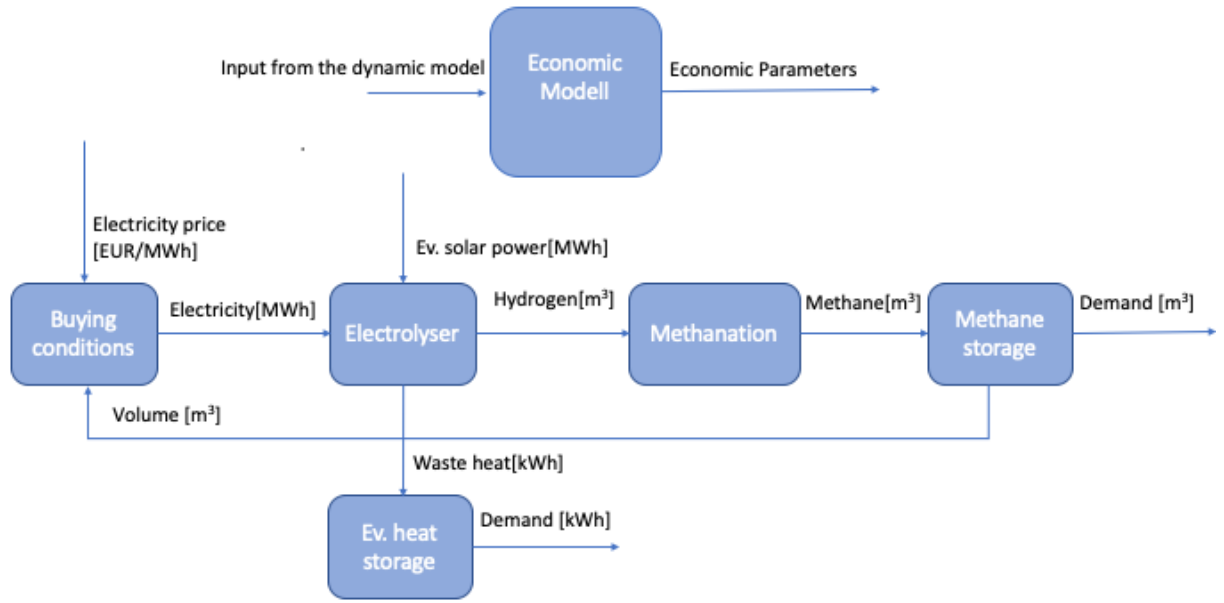 Input from the dynamic model
Economic
Modell
Economic Parameters
Electricity price
[EUR/MWh]
Ev. solar power[MWh]
Buying
conditions
Electricity[MWh]
Electrolyser
Hydrogen[m³]
Methanation
Methane[m³]
Methane
storage
Demand [m³]
Volume [m³]
Waste heat[kWh]
Ev. heat
storage
Demand [kWh]